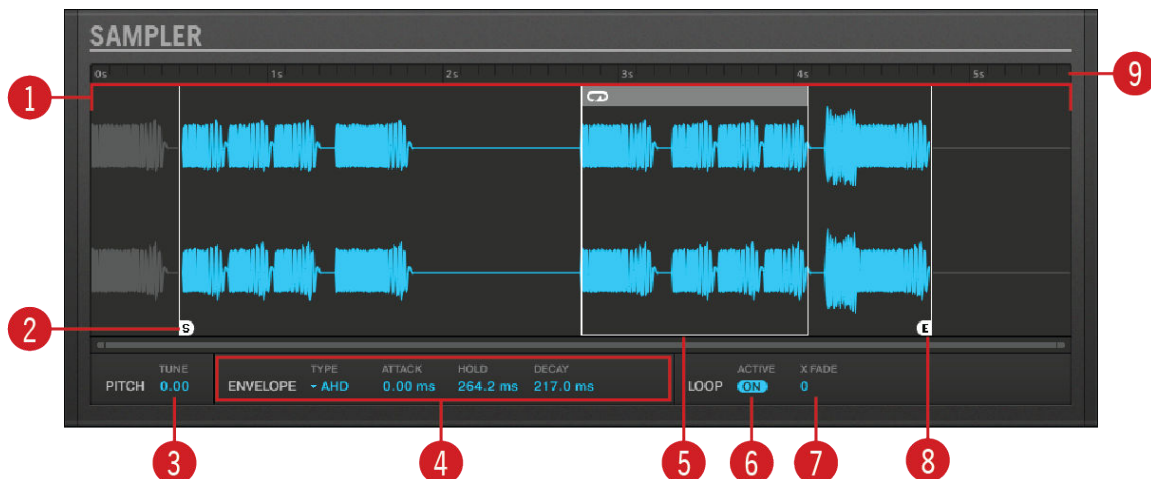 SAMPLER
0s 1s 2s 3s 4s 5s
9
1
2
S
E
TUNE TYPE ATTACK HOLD DECAY ACTIVE X FADE
PITCH 0.00 ENVELOPE AHD 0.00 ms 264.2 ms 217.0 ms LOOP ON 0
3 4 5 6 7 8